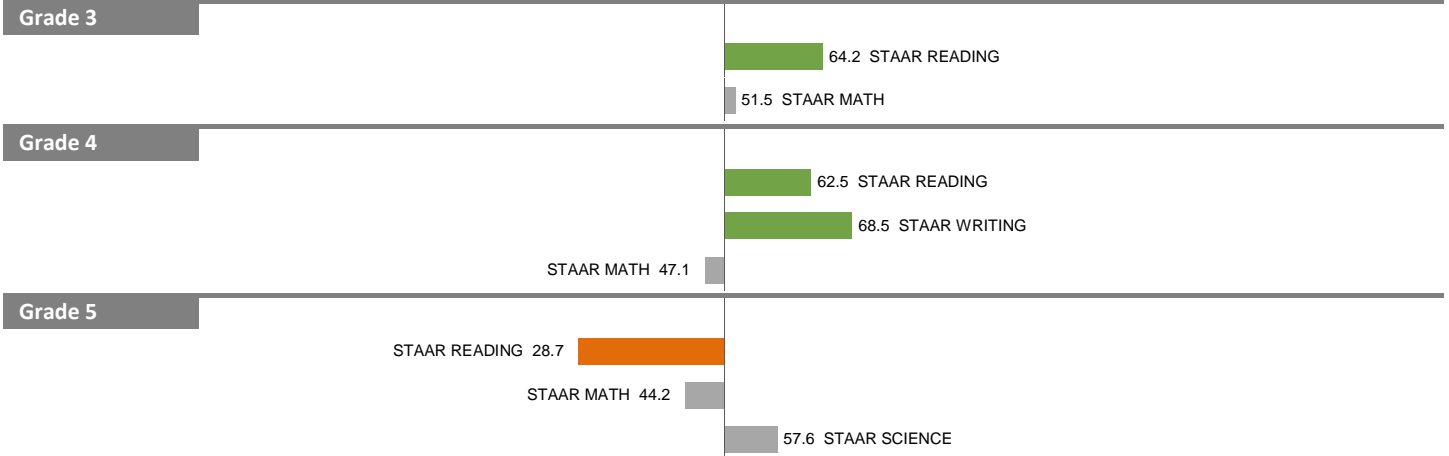 Grade 3
64.2 STAAR READING
51.5 STAAR MATH
Grade 4
62.5 STAAR READING
68.5 STAAR WRITING
STAAR MATH 47.1
Grade 5
STAAR READING 28.7
STAAR MATH 44.2
57.6 STAAR SCIENCE